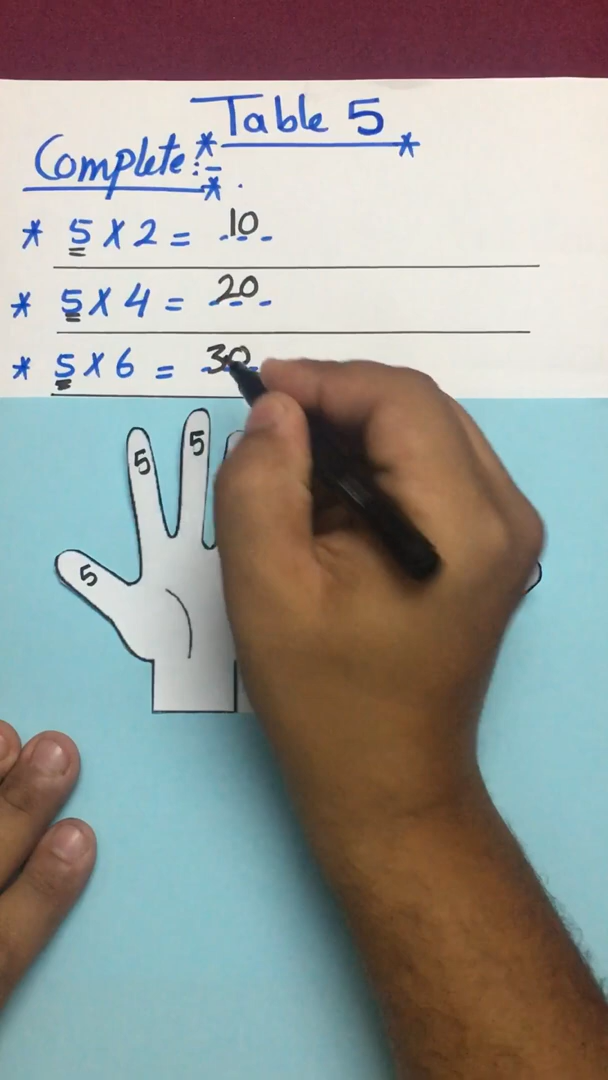 Table 5
Complete:-
* 5 X 2 = 10
* 5 X 4 = 20
* 5 X 6 = 30
5 5
5